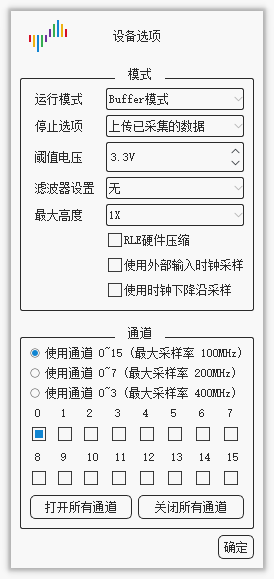 设备选项
模式
运行模式 Buffer模式
停止选项 上传已采集的数据
阈值电压 3.3V
滤波器设置 无
最大高度 1X
RLE硬件压缩
使用外部输入时钟采样
使用时钟下降沿采样
通道
使用通道 0~15 (最大采样率 100MHz)
使用通道 0~7 (最大采样率 200MHz)
使用通道 0~3 (最大采样率 400MHz)
0 1 2 3 4 5 6 7
8 9 10 11 12 13 14 15
打开所有通道 关闭所有通道
确定